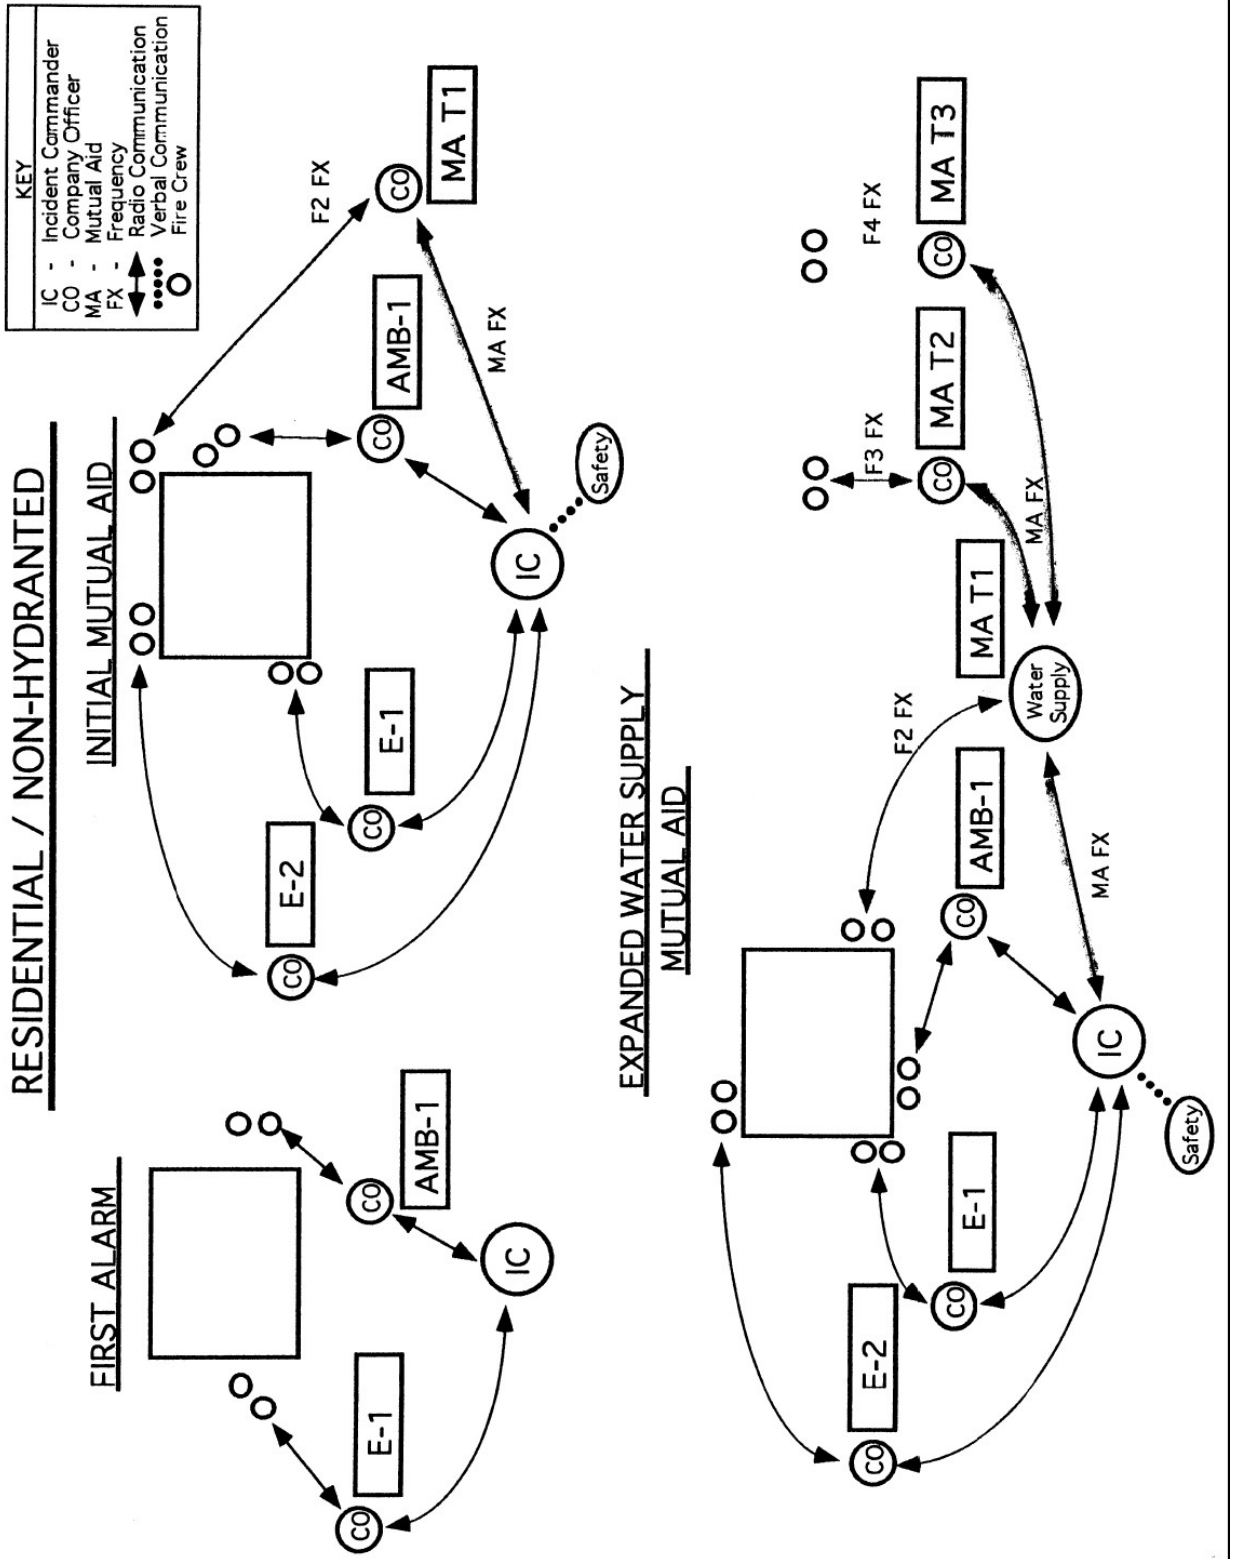 RESIDENTIAL / NON-HYDRANTED
KEY
IC - Incident Commander
CO - Company Officer
MA - Mutual Aid
FX - Frequency
Radio Communication
Verbal Communication
Fire Crew
FIRST ALARM
E-1
CO
AMB-1
CO
IC
INITIAL MUTUAL AID
E-2
CO
E-1
CO
AMB-1
CO
F2 FX
MA T1
CO
MA FX
IC
Safety
EXPANDED WATER SUPPLY
MUTUAL AID
E-2
CO
E-1
CO
AMB-1
CO
F2 FX
MA T1
Water
Supply
F3 FX
MA T2
CO
F4 FX
MA T3
CO
MA FX
MA FX
IC
Safety